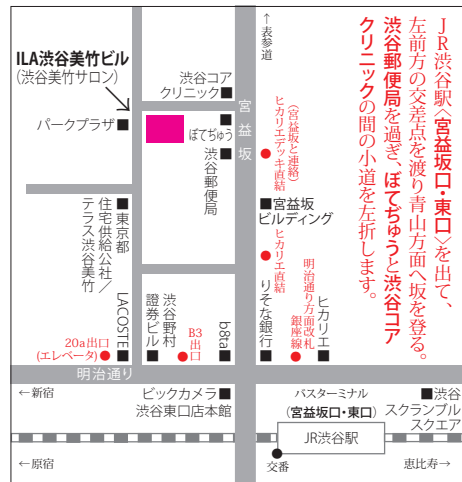 JR渋谷駅〈宮益坂口・東口〉を出て、
左前方の交差点を渡り青山方面へ坂を登る。
渋谷郵便局を過ぎ、ぼてぢゅうと渋谷コア
クリニックの間の小道を左折します。
←表参道
ILA渋谷美竹ビル
(渋谷美竹サロン)
渋谷コア
クリニック■
パークプラザ■
■
ぼてぢゅう
宮益坂
■
渋谷郵便局
ヒカリエデッキ直結
(宮益坂と連絡)
■宮益坂
ビルディング
ヒカリエ直結
■東京都
住宅供給公社/
テラス渋谷美竹
LACOSTE■
20a出口
(エレベータ)
渋谷野村
證券ビル■
B3
出口
b8ta■
りそな銀行■
明治通り方面改札
銀座線
ヒカリエ■
明治通り
←新宿
ビックカメラ■
渋谷東口店本館
バスターミナル
(宮益坂口・東口)
■渋谷
スクランブル
スクエア
JR渋谷駅
←原宿
交番
恵比寿→